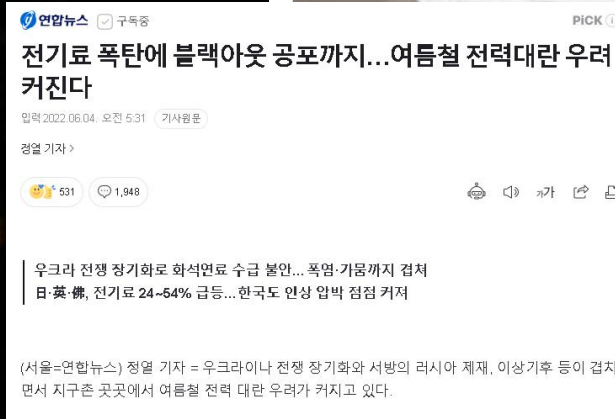 연합뉴스 구독중 PiCK
전기료 폭탄에 블랙아웃 공포까지…여름철 전력대란 우려
커진다
입력 2022.06.04. 오전 5:31 기사원문
정열 기자
531 1,948 가가
우크라 전쟁 장기화로 화석연료 수급 불안…폭염·가뭄까지 겹쳐
日·英·佛, 전기료 24~54% 급등…한국도 인상 압박 점점 커져
(서울=연합뉴스) 정열 기자 = 우크라이나 전쟁 장기화와 서방의 러시아 제재, 이상기후 등이 겹치
면서 지구촌 곳곳에서 여름철 전력 대란 우려가 커지고 있다.